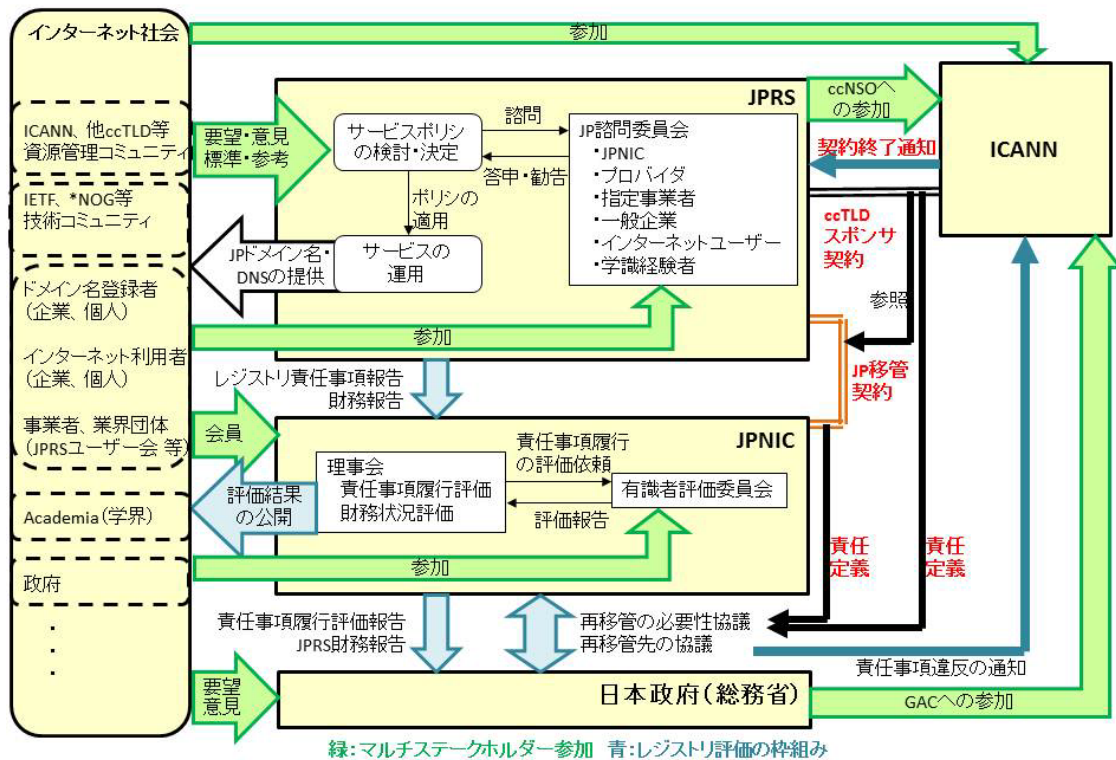 インターネット社会
参加
ICANN、他ccTLD等
資源管理コミュニティ
IETF、*NOG等
技術コミュニティ
ドメイン名登録者
(企業、個人)
インターネット利用者
(企業、個人)
事業者、業界団体
(JPRSユーザー会 等)
Academia(学界)
政府
・
・
・
要望・意見
標準・参考
JPドメイン名・
DNSの提供
参加
JPRS
サービスポリシ
の検討・決定
諮問
答申・勧告
ポリシの
適用
サービスの
運用
JP諮問委員会
・JPNIC
・プロバイダ
・指定事業者
・一般企業
・インターネットユーザー
・学識経験者
ccNSOへ
の参加
契約終了通知
ICANN
ccTLD
スポンサ
契約
参照
JP移管
契約
レジストリ責任事項報告
財務報告
会員
評価結果
の公開
参加
JPNIC
理事会
責任事項履行評価
財務状況評価
責任事項履行
の評価依頼
評価報告
有識者評価委員会
責任
定義
責任
定義
責任事項履行評価報告
JPRS財務報告
再移管の必要性協議
再移管先の協議
責任事項違反の通知
要望
意見
日本政府(総務省)
GACへの参加
緑:マルチステークホルダー参加 青:レジストリ評価の枠組み